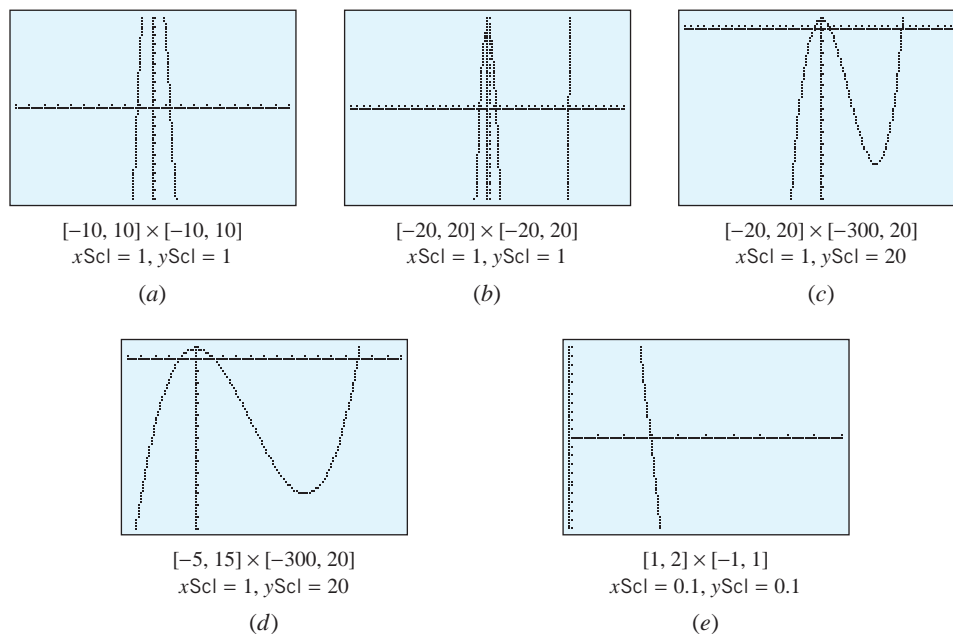 [−10, 10] × [−10, 10]
xScl = 1, yScl = 1
(a)
[−20, 20] × [−20, 20]
xScl = 1, yScl = 1
(b)
[−20, 20] × [−300, 20]
xScl = 1, yScl = 20
(c)
[−5, 15] × [−300, 20]
xScl = 1, yScl = 20
(d)
[1, 2] × [−1, 1]
xScl = 0.1, yScl = 0.1
(e)